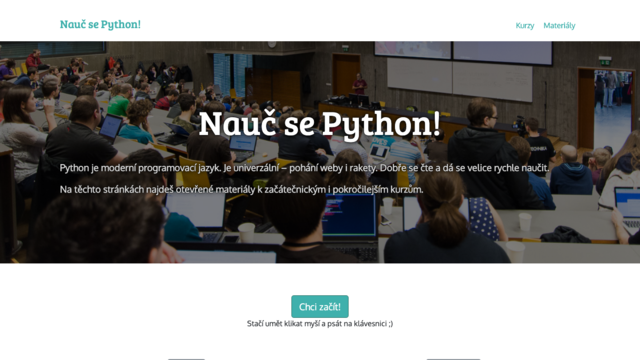 Nauč se Python!
Kurzy Materiály
Nauč se Python!
Python je moderní programovací jazyk. Je univerzální – pohání weby i rakety. Dobře se čte a dá se velice rychle naučit.
Na těchto stránkách najdeš otevřené materiály k začátečnickým i pokročilejším kurzům.
Chci začít!
Stačí umět klikat myší a psát na klávesnici ;)